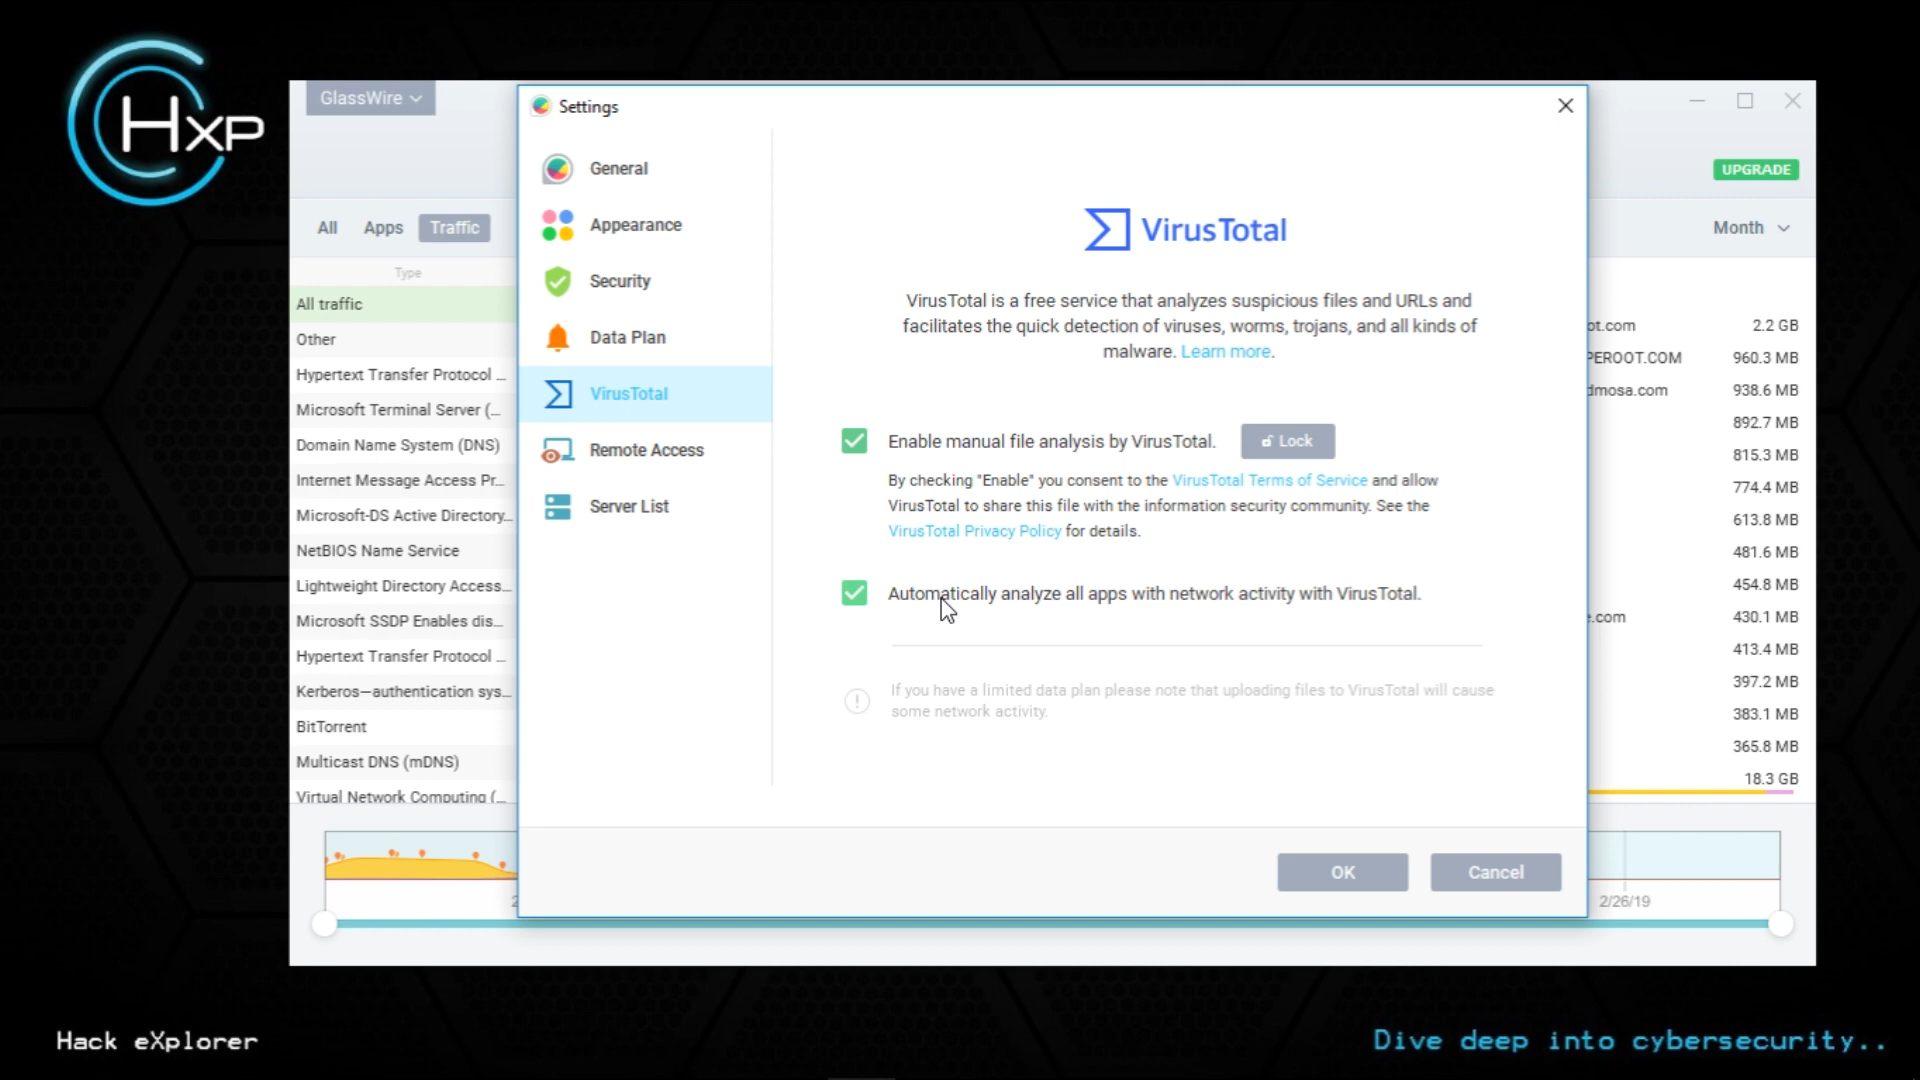 HXP
GlassWire
Settings
UPGRADE
All Apps Traffic
Month
Type
All traffic
Other
Hypertext Transfer Protocol ...
Microsoft Terminal Server (...
Domain Name System (DNS)
Internet Message Access Pr...
Microsoft-DS Active Directory...
NetBIOS Name Service
Lightweight Directory Access...
Microsoft SSDP Enables dis...
Hypertext Transfer Protocol ...
Kerberos—authentication sys...
BitTorrent
Multicast DNS (mDNS)
Virtual Network Computing (...
General
Appearance
Security
Data Plan
VirusTotal
Remote Access
Server List
VirusTotal
VirusTotal is a free service that analyzes suspicious files and URLs and
facilitates the quick detection of viruses, worms, trojans, and all kinds of
malware. Learn more.
Enable manual file analysis by VirusTotal. Lock
By checking "Enable" you consent to the VirusTotal Terms of Service and allow
VirusTotal to share this file with the information security community. See the
VirusTotal Privacy Policy for details.
Automatically analyze all apps with network activity with VirusTotal.
If you have a limited data plan please note that uploading files to VirusTotal will cause
some network activity.
OK Cancel
ot.com 2.2 GB
PEROOT.COM 960.3 MB
dmosa.com 938.6 MB
892.7 MB
815.3 MB
774.4 MB
613.8 MB
481.6 MB
454.8 MB
e.com 430.1 MB
413.4 MB
397.2 MB
383.1 MB
365.8 MB
18.3 GB
2/26/19
Hack eXplorer
Dive deep into cybersecurity..